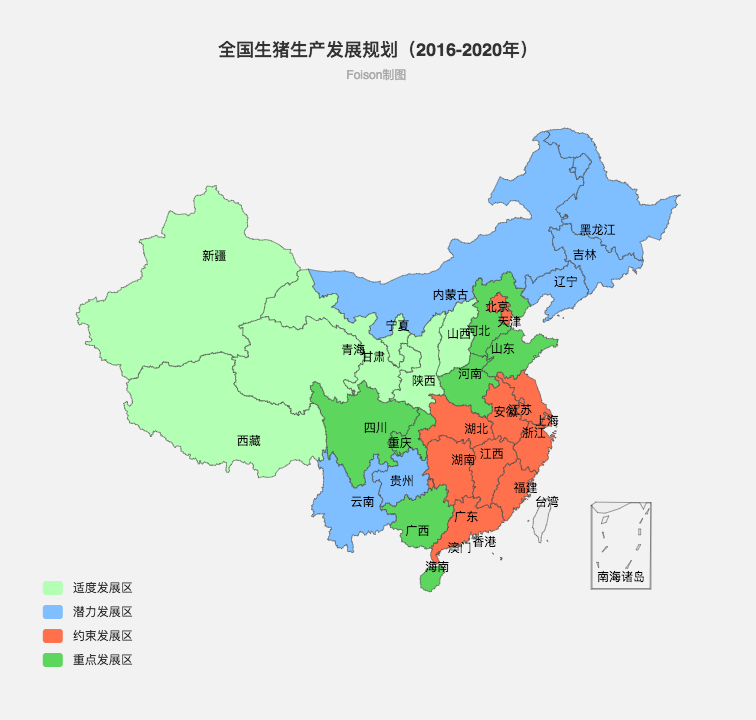 全国生猪生产发展规划（2016-2020年）
Foison制图
黑龙江
新疆
吉林
辽宁
内蒙古
北京
天津
宁夏
山西
河北
青海
甘肃
山东
河南
陕西
安徽
江苏
上海
四川
湖北
浙江
西藏
重庆
江西
湖南
贵州
福建
云南
台湾
广东
广西
香港
澳门
海南
南海诸岛
适度发展区
潜力发展区
约束发展区
重点发展区